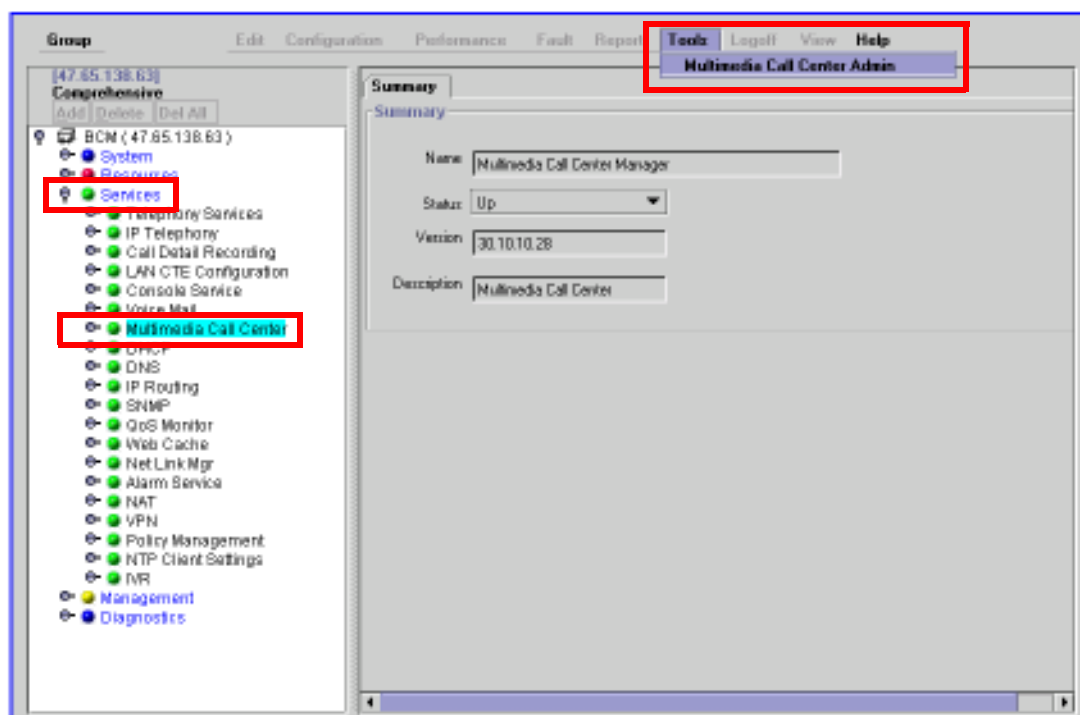 Group Edit Configuration Performance Fault Report Tools Logoff View Help
Multimedia Call Center Admin
[47.65.138.63]
Comprehensive
Add Delete Del All
BCM ( 47.65.138.63 )
System
Resources
Services
Telephony Services
IP Telephony
Call Detail Recording
LAN CTE Configuration
Console Service
Voice Mail
Multimedia Call Center
DHCP
DNS
IP Routing
SNMP
QoS Monitor
Web Cache
Net Link Mgr
Alarm Service
NAT
VPN
Policy Management
NTP Client Settings
IVR
Management
Diagnostics
Summary
Summary
Name Multimedia Call Center Manager
Status Up
Version 30.10.10.28
Description Multimedia Call Center